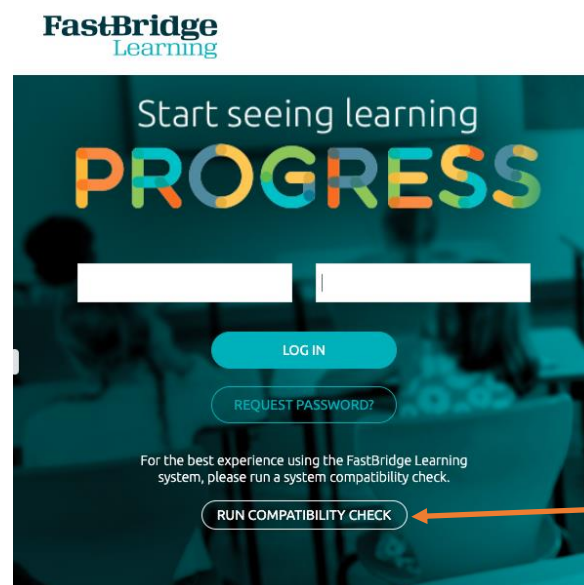 FastBridge
Learning
Start seeing learning
PROGRESS
LOG IN
REQUEST PASSWORD?
For the best experience using the FastBridge Learning
system, please run a system compatibility check.
RUN COMPATIBILITY CHECK